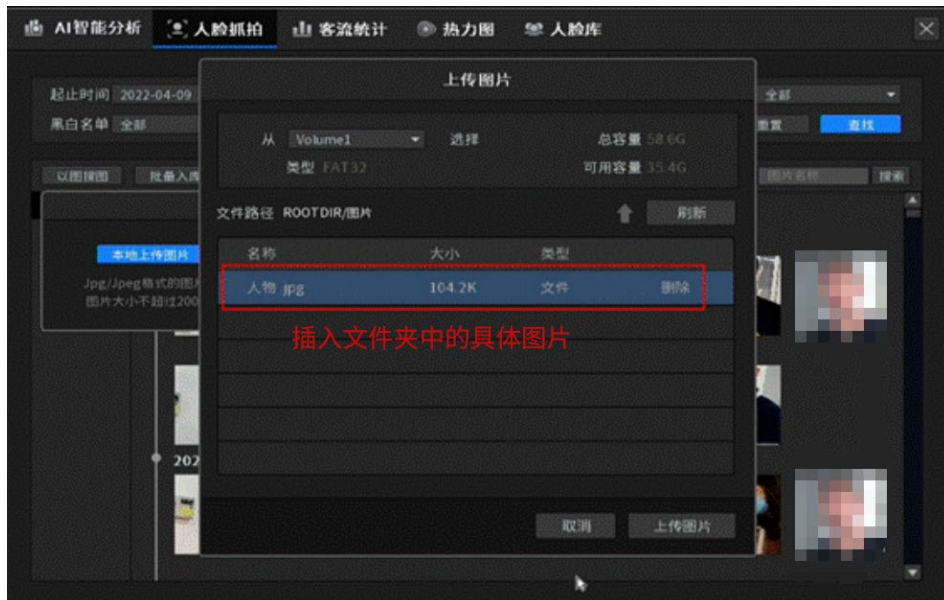 AI智能分析 人脸抓拍 客流统计 热力图 人脸库
上传图片
起止时间 2022-04-09 全部
黑白名单 全部 重置 查找
从 Volume1 选择 总容量 58.6G
类型 FAT32 可用容量 35.4G
以图搜图 批量入库 图片名称 搜索
文件路径 ROOTDIR/图片 刷新
本地上传图片
名称 大小 类型
Jpg/Jpeg格式的图片
图片大小不超过200
人物 jpg 104.2K 文件 删除
插入文件夹中的具体图片
202
取消 上传图片